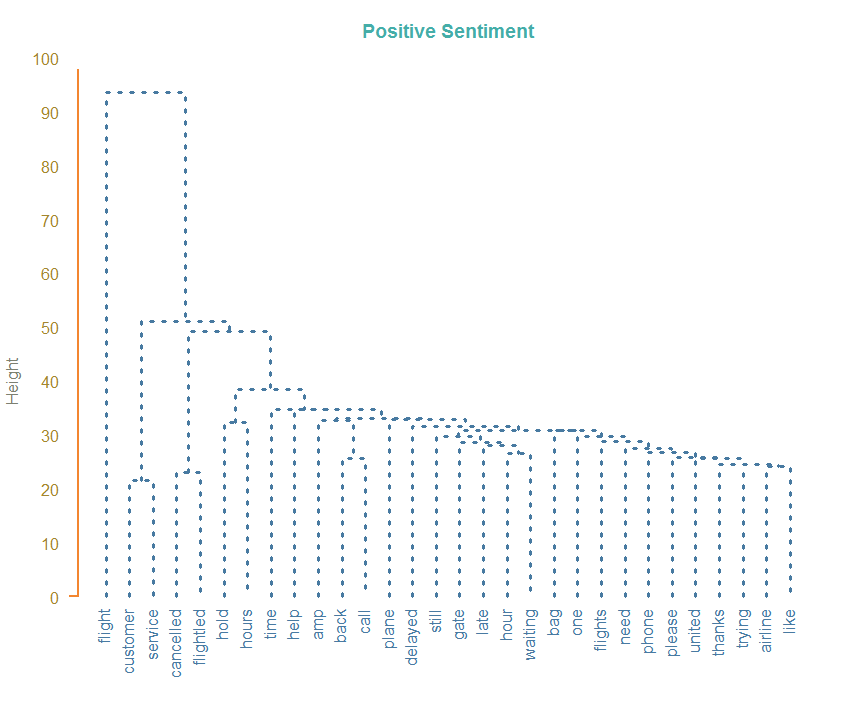 Positive Sentiment
100
90
80
70
60
50
40
30
20
10
0
Height
flight
customer
service
cancelled
flightled
hold
hours
time
help
amp
back
call
plane
delayed
still
gate
late
hour
waiting
bag
one
flights
need
phone
please
united
thanks
trying
airline
like